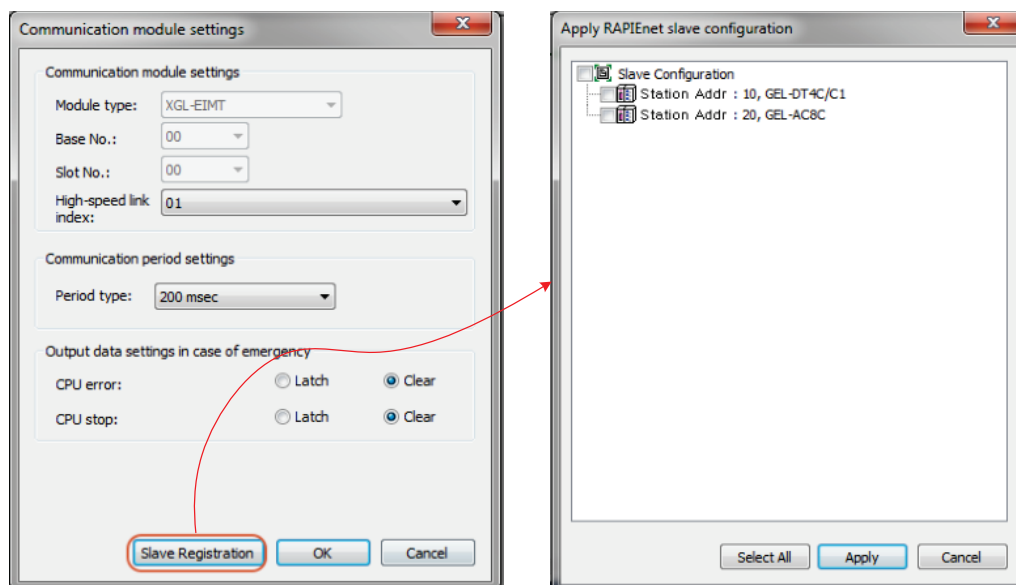 Communication module settings
Communication module settings
Module type: XGL-EIMT
Base No.: 00
Slot No.: 00
High-speed link
index: 01
Communication period settings
Period type: 200 msec
Output data settings in case of emergency
CPU error: Latch Clear
CPU stop: Latch Clear
Slave Registration OK Cancel
Apply RAPIEnet slave configuration
Slave Configuration
Station Addr : 10, GEL-DT4C/C1
Station Addr : 20, GEL-AC8C
Select All Apply Cancel